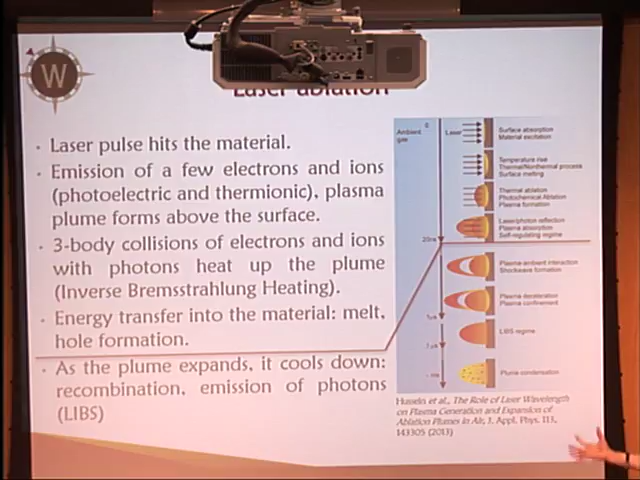 W
Laser ablation
• Laser pulse hits the material.
• Emission of a few electrons and ions
(photoelectric and thermionic), plasma
plume forms above the surface.
• 3-body collisions of electrons and ions
with photons heat up the plume
(Inverse Bremsstrahlung Heating).
• Energy transfer into the material: melt,
hole formation.
• As the plume expands, it cools down:
recombination, emission of photons
(LIBS)
Ambient
gas
0
Laser
Surface absorption
Material excitation
Temperature rise
Thermal/Nonthermal process
Surface melting
Thermal ablation
Photochemical Ablation
Plasma formation
Laser/photon reflection
Plasma absorption
Self-regulating regime
20ns
Plasma-ambient interaction
Shockwave formation
Plasma deceleration
Plasma confinement
LIBS regime
Plume condensation
Hussein et al., The Role of Laser Wavelength
on Plasma Generation and Expansion of
Ablation Plumes in Air, J. Appl. Phys. 113,
143305 (2013)